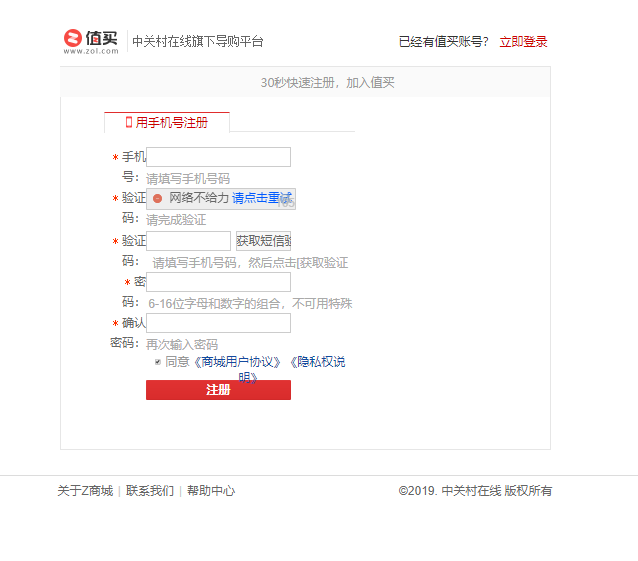 值买
www.zol.com
中关村在线旗下导购平台
已经有值买账号？ 立即登录
30秒快速注册，加入值买
用手机号注册
* 手机
号： 请填写手机号码
* 验证 网络不给力 请点击重试
码： 请完成验证
* 验证 获取短信验
码： 请填写手机号码，然后点击[获取验证
* 密
码： 6-16位字母和数字的组合，不可用特殊
* 确认
密码： 再次输入密码
同意《商城用户协议》《隐私权说
明》
注册
关于Z商城 | 联系我们 | 帮助中心
©2019. 中关村在线 版权所有